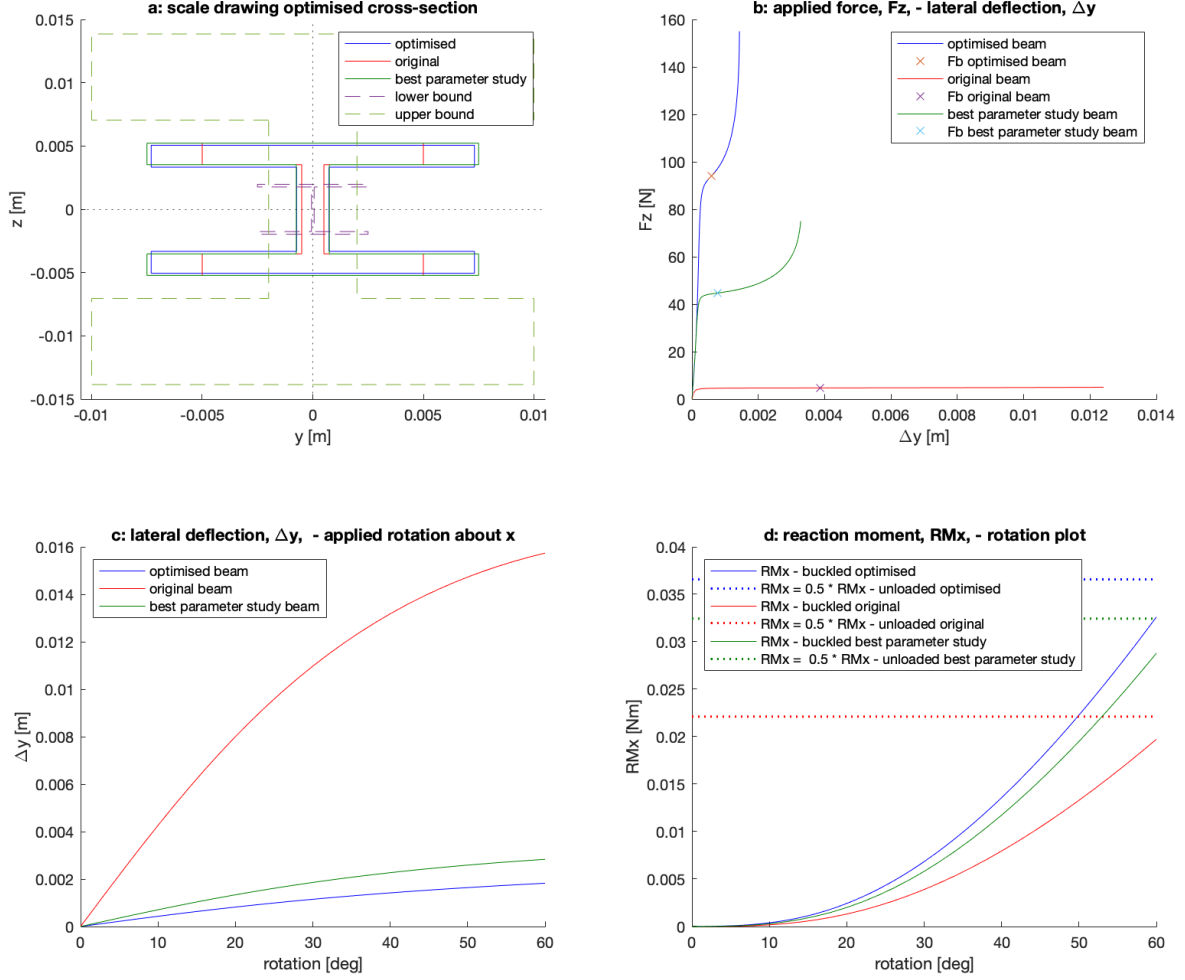 a: scale drawing optimised cross-section
0.015
0.01
0.005
0
-0.005
-0.01
-0.015
z [m]
-0.01
-0.005
0
0.005
0.01
y [m]
optimised
original
best parameter study
lower bound
upper bound
b: applied force, Fz, - lateral deflection, Δy
160
140
120
100
80
60
40
20
0
Fz [N]
0
0.002
0.004
0.006
0.008
0.01
0.012
0.014
Δy [m]
optimised beam
Fb optimised beam
original beam
Fb original beam
best parameter study beam
Fb best parameter study beam
c: lateral deflection, Δy, - applied rotation about x
0.016
0.014
0.012
0.01
0.008
0.006
0.004
0.002
0
Δy [m]
0
10
20
30
40
50
60
rotation [deg]
optimised beam
original beam
best parameter study beam
d: reaction moment, RMx, - rotation plot
0.04
0.035
0.03
0.025
0.02
0.015
0.01
0.005
0
RMx [Nm]
0
10
20
30
40
50
60
rotation [deg]
RMx - buckled optimised
RMx = 0.5 * RMx - unloaded optimised
RMx - buckled original
RMx = 0.5 * RMx - unloaded original
RMx - buckled best parameter study
RMx = 0.5 * RMx - unloaded best parameter study